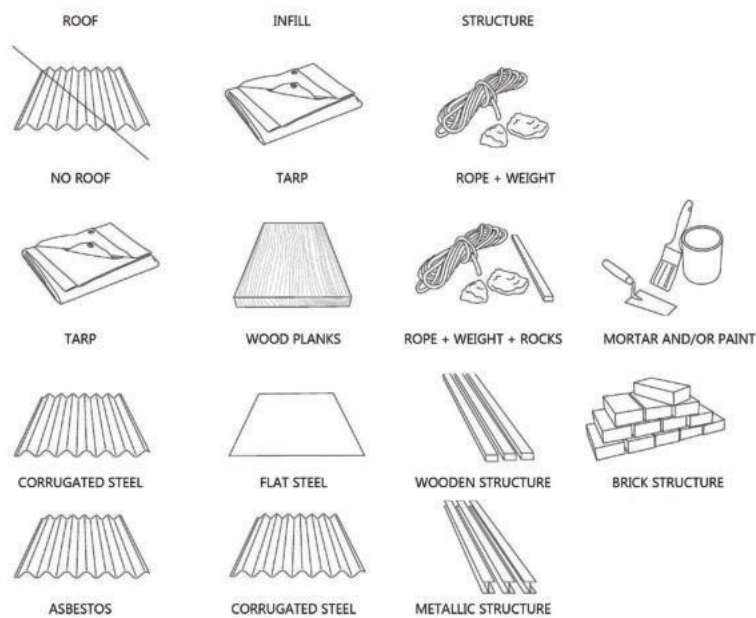 ROOF
INFILL
STRUCTURE
NO ROOF
TARP
ROPE + WEIGHT
TARP
WOOD PLANKS
ROPE + WEIGHT + ROCKS
MORTAR AND/OR PAINT
CORRUGATED STEEL
FLAT STEEL
WOODEN STRUCTURE
BRICK STRUCTURE
ASBESTOS
CORRUGATED STEEL
METALLIC STRUCTURE